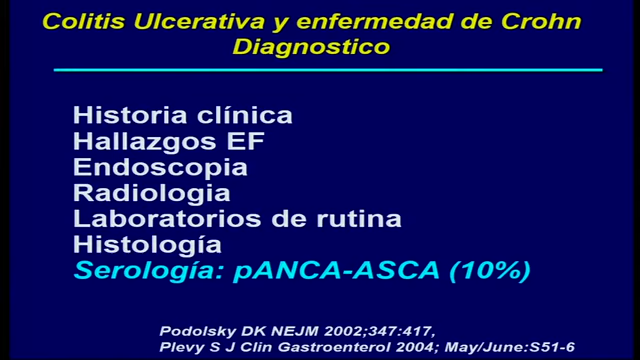 Colitis Ulcerativa y enfermedad de Crohn
Diagnostico
Historia clínica
Hallazgos EF
Endoscopia
Radiologia
Laboratorios de rutina
Histología
Serología: pANCA-ASCA (10%)
Podolsky DK NEJM 2002;347:417,
Plevy S J Clin Gastroenterol 2004; May/June:S51-6